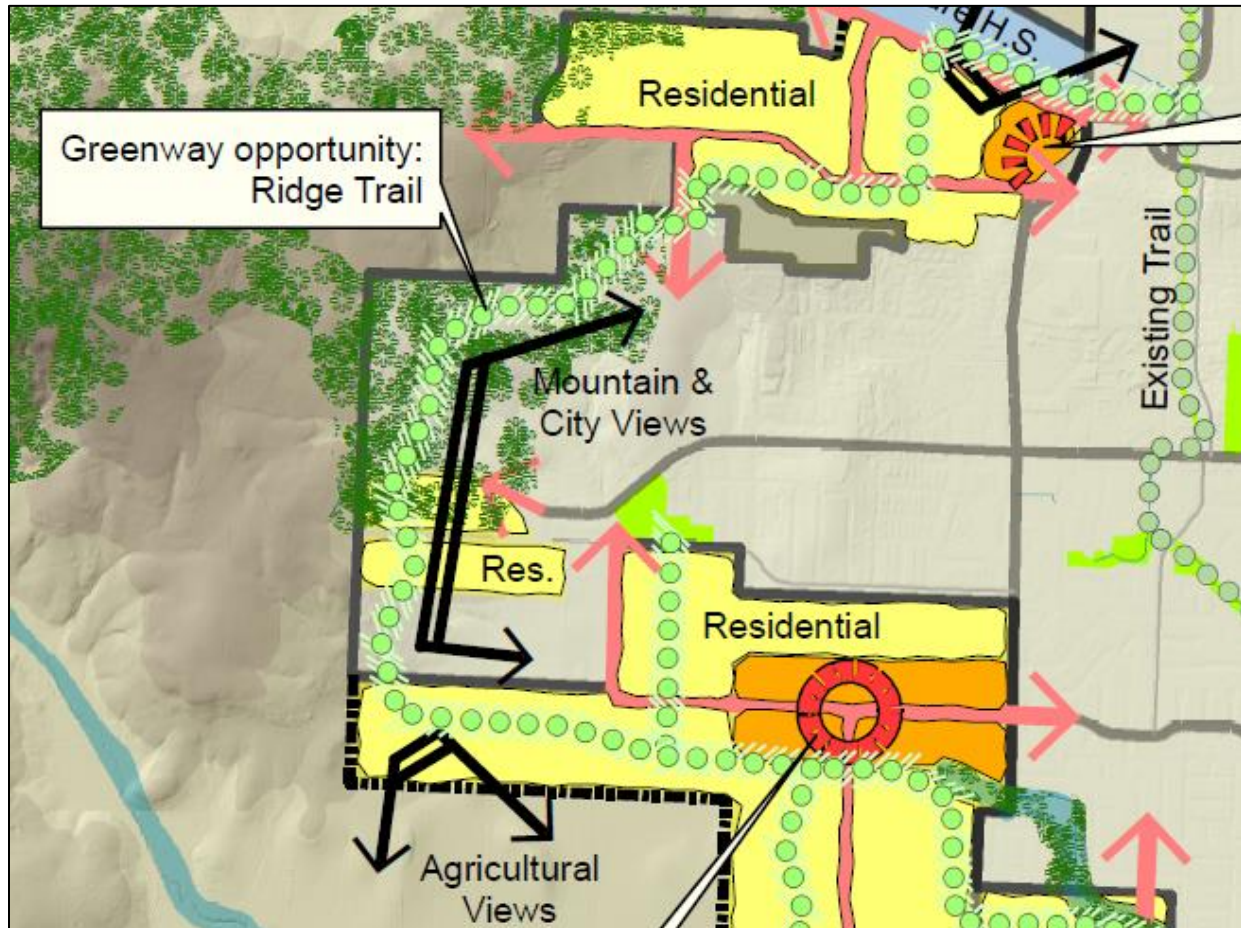 H.S.
Residential
Greenway opportunity:
Ridge Trail
Existing Trail
Mountain &
City Views
Res.
Residential
Agricultural
Views